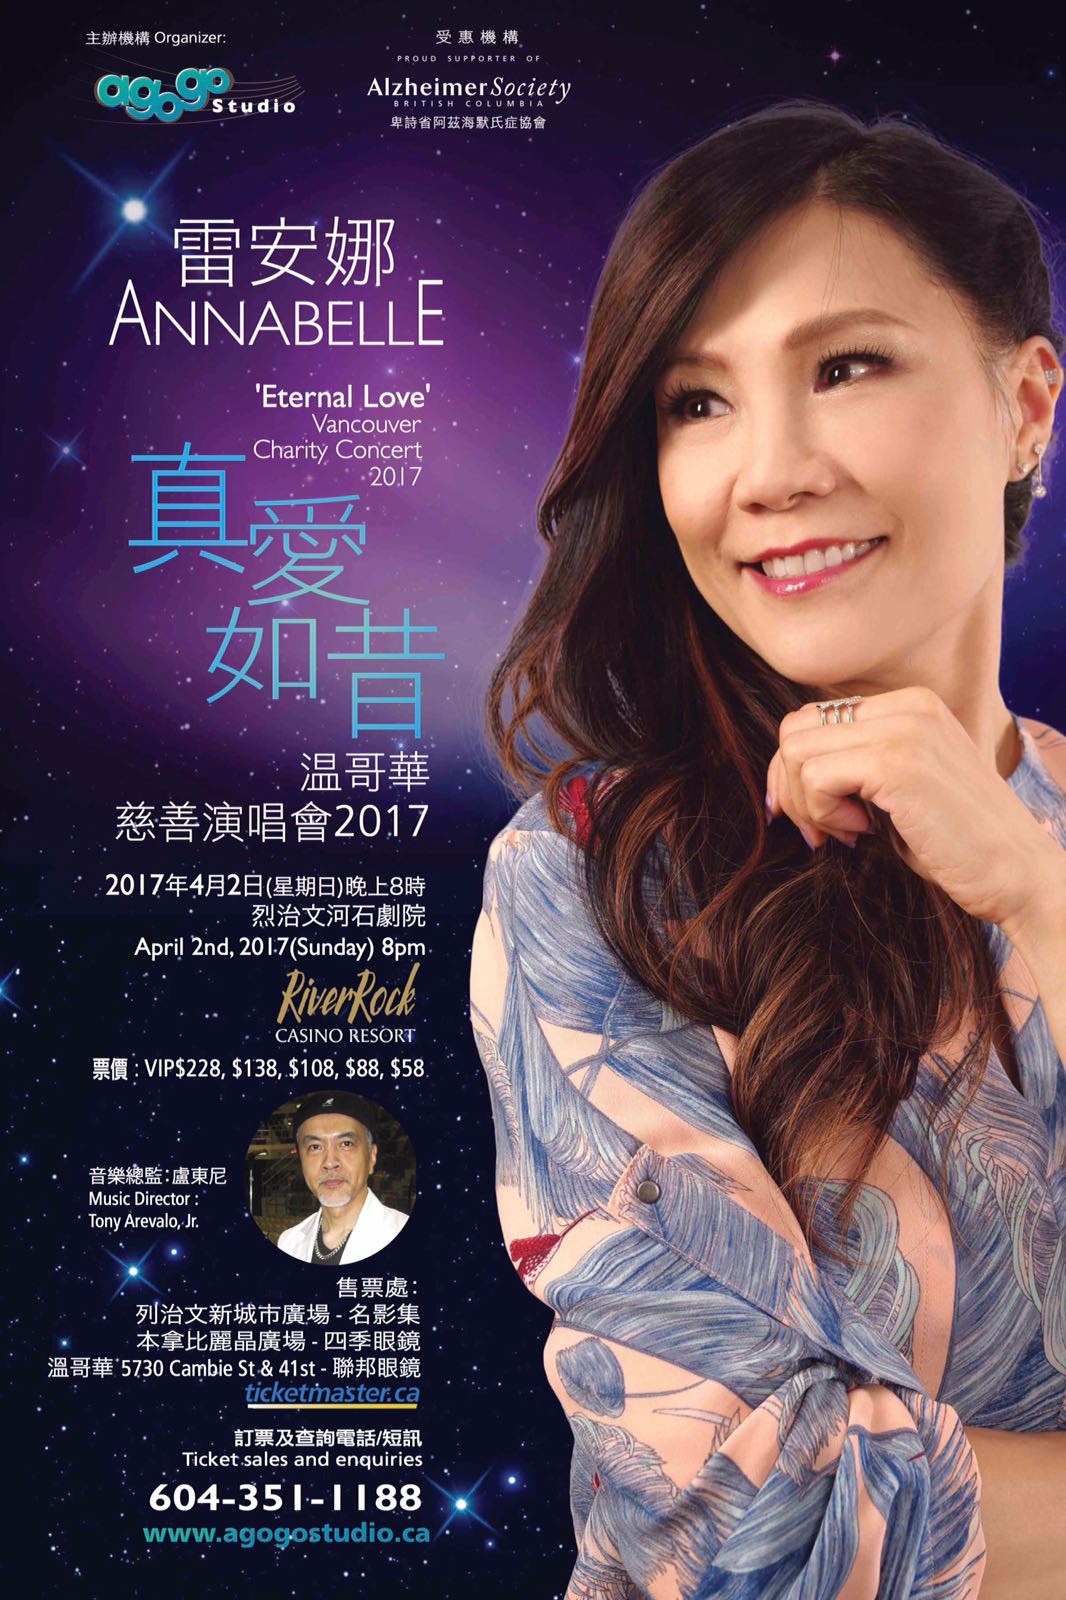 主辦機構 Organizer:
agogo
Studio
受惠機構
PROUD SUPPORTER OF
Alzheimer Society
BRITISH COLUMBIA
卑詩省阿茲海默氏症協會
雷安娜
ANNABELLE
'Eternal Love'
Vancouver
Charity Concert
2017
真愛
如昔
温哥華
慈善演唱會2017
2017年4月2日(星期日)晚上8時
烈治文河石劇院
April 2nd, 2017(Sunday) 8pm
RiverRock
CASINO RESORT
票價 : VIP$228, $138, $108, $88, $58
音樂總監：盧東尼
Music Director :
Tony Arevalo, Jr.
售票處：
列治文新城市廣場 - 名影集
本拿比麗晶廣場 - 四季眼鏡
溫哥華 5730 Cambie St & 41st - 聯邦眼鏡
ticketmaster.ca
訂票及查詢電話/短訊
Ticket sales and enquiries
604-351-1188
www.agogostudio.ca